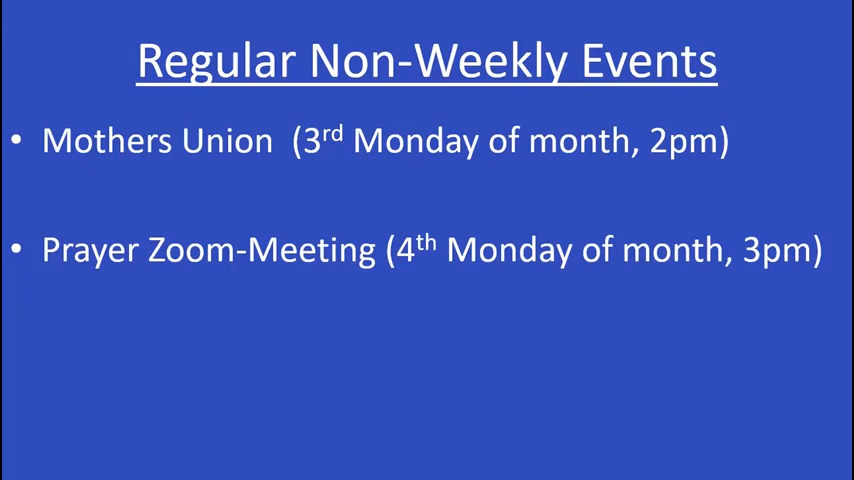 Regular Non-Weekly Events
• Mothers Union (3rd Monday of month, 2pm)
• Prayer Zoom-Meeting (4th Monday of month, 3pm)